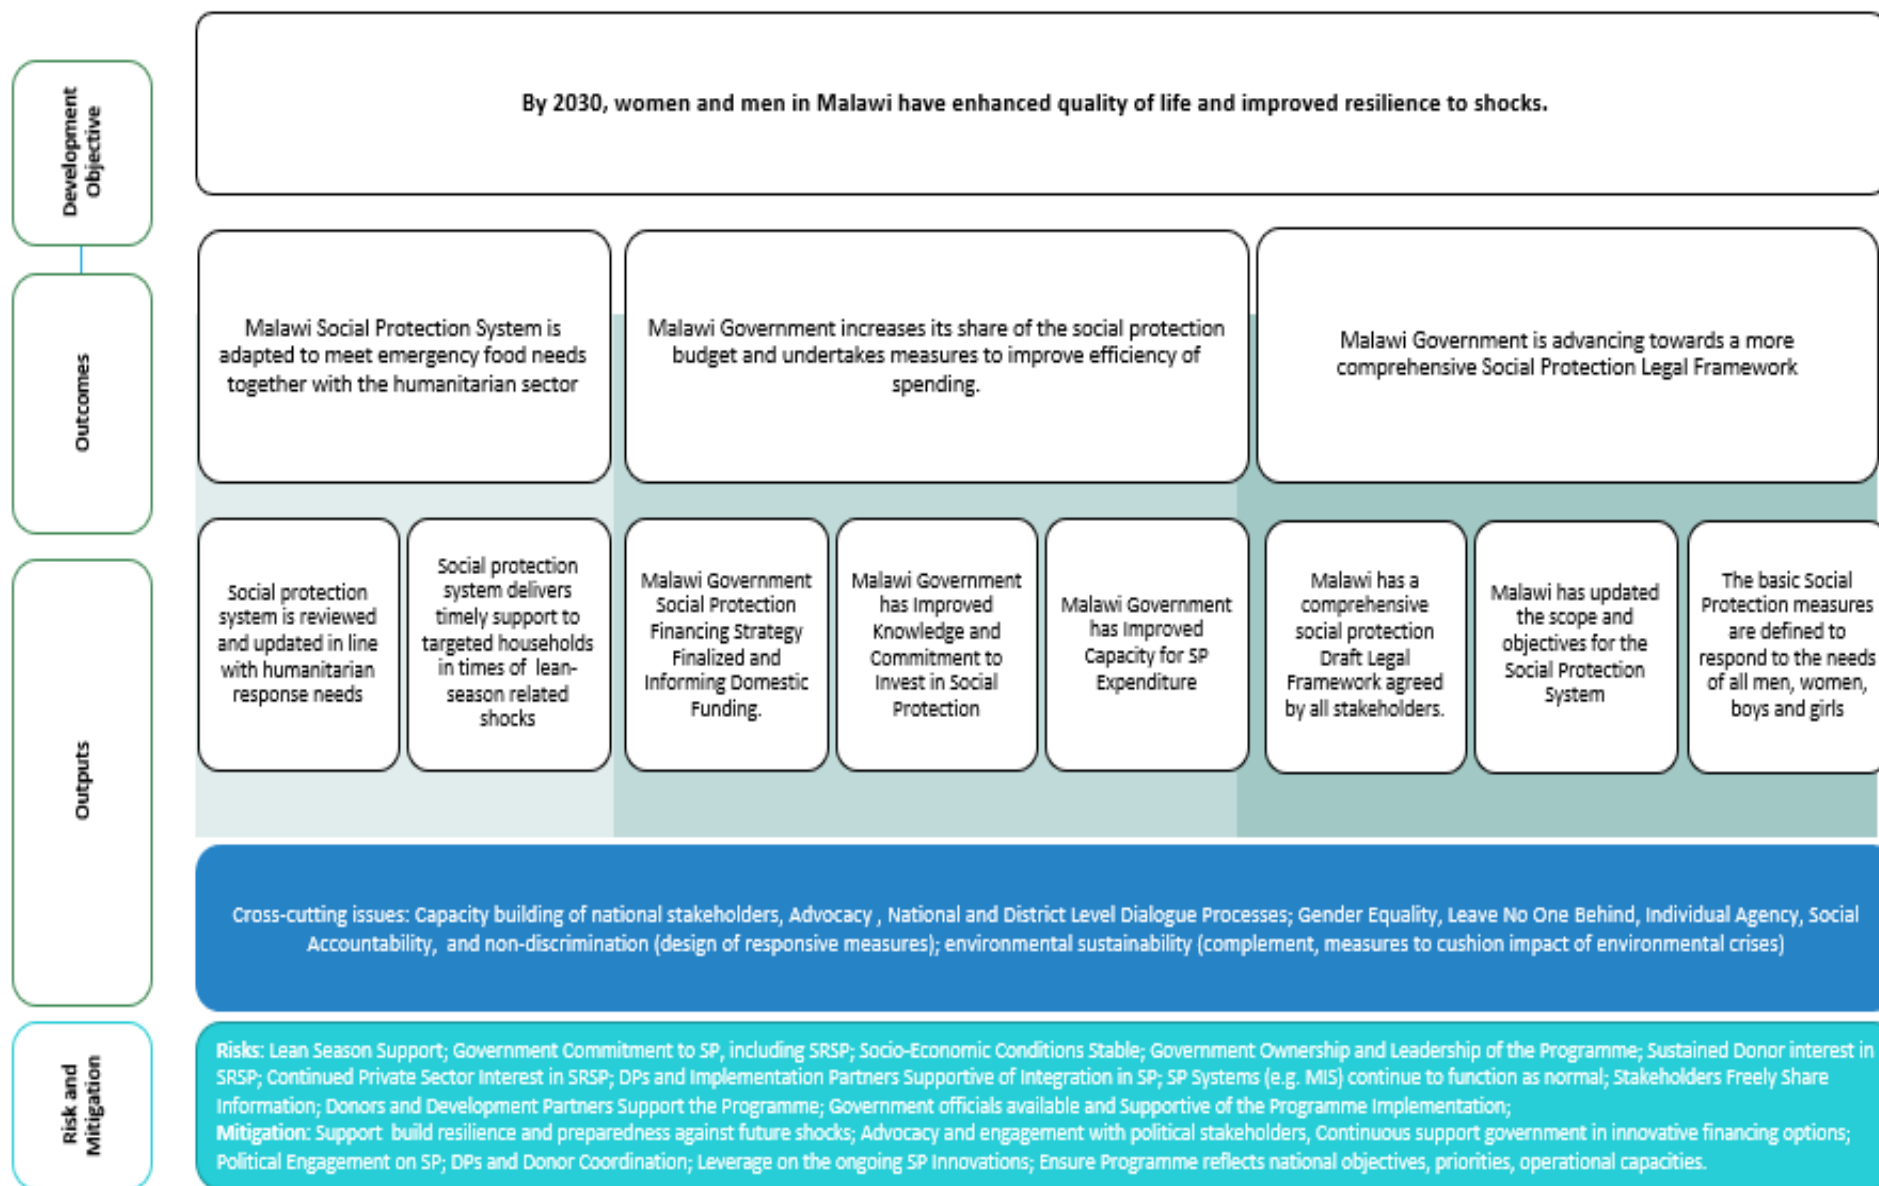 Development
Objective
By 2030, women and men in Malawi have enhanced quality of life and improved resilience to shocks.
Outcomes
Malawi Social Protection System is
adapted to meet emergency food needs
together with the humanitarian sector
Malawi Government increases its share of the social protection
budget and undertakes measures to improve efficiency of
spending.
Malawi Government is advancing towards a more
comprehensive Social Protection Legal Framework
Outputs
Social protection
system is reviewed
and updated in line
with humanitarian
response needs
Social protection
system delivers
timely support to
targeted households
in times of lean-
season related
shocks
Malawi Government
Social Protection
Financing Strategy
Finalized and
Informing Domestic
Funding.
Malawi Government
has Improved
Knowledge and
Commitment to
Invest in Social
Protection
Malawi Government
has Improved
Capacity for SP
Expenditure
Malawi has a
comprehensive
social protection
Draft Legal
Framework agreed
by all stakeholders.
Malawi has updated
the scope and
objectives for the
Social Protection
System
The basic Social
Protection measures
are defined to
respond to the needs
of all men, women,
boys and girls
Cross-cutting issues: Capacity building of national stakeholders, Advocacy , National and District Level Dialogue Processes; Gender Equality, Leave No One Behind, Individual Agency, Social
Accountability, and non-discrimination (design of responsive measures); environmental sustainability (complement, measures to cushion impact of environmental crises)
Risk and
Mitigation
Risks: Lean Season Support; Government Commitment to SP, including SRSP; Socio-Economic Conditions Stable; Government Ownership and Leadership of the Programme; Sustained Donor interest in
SRSP; Continued Private Sector Interest in SRSP; DPs and Implementation Partners Supportive of Integration in SP; SP Systems (e.g. MIS) continue to function as normal; Stakeholders Freely Share
Information; Donors and Development Partners Support the Programme; Government officials available and Supportive of the Programme Implementation;
Mitigation: Support build resilience and preparedness against future shocks; Advocacy and engagement with political stakeholders, Continuous support government in innovative financing options;
Political Engagement on SP; DPs and Donor Coordination; Leverage on the ongoing SP Innovations; Ensure Programme reflects national objectives, priorities, operational capacities.